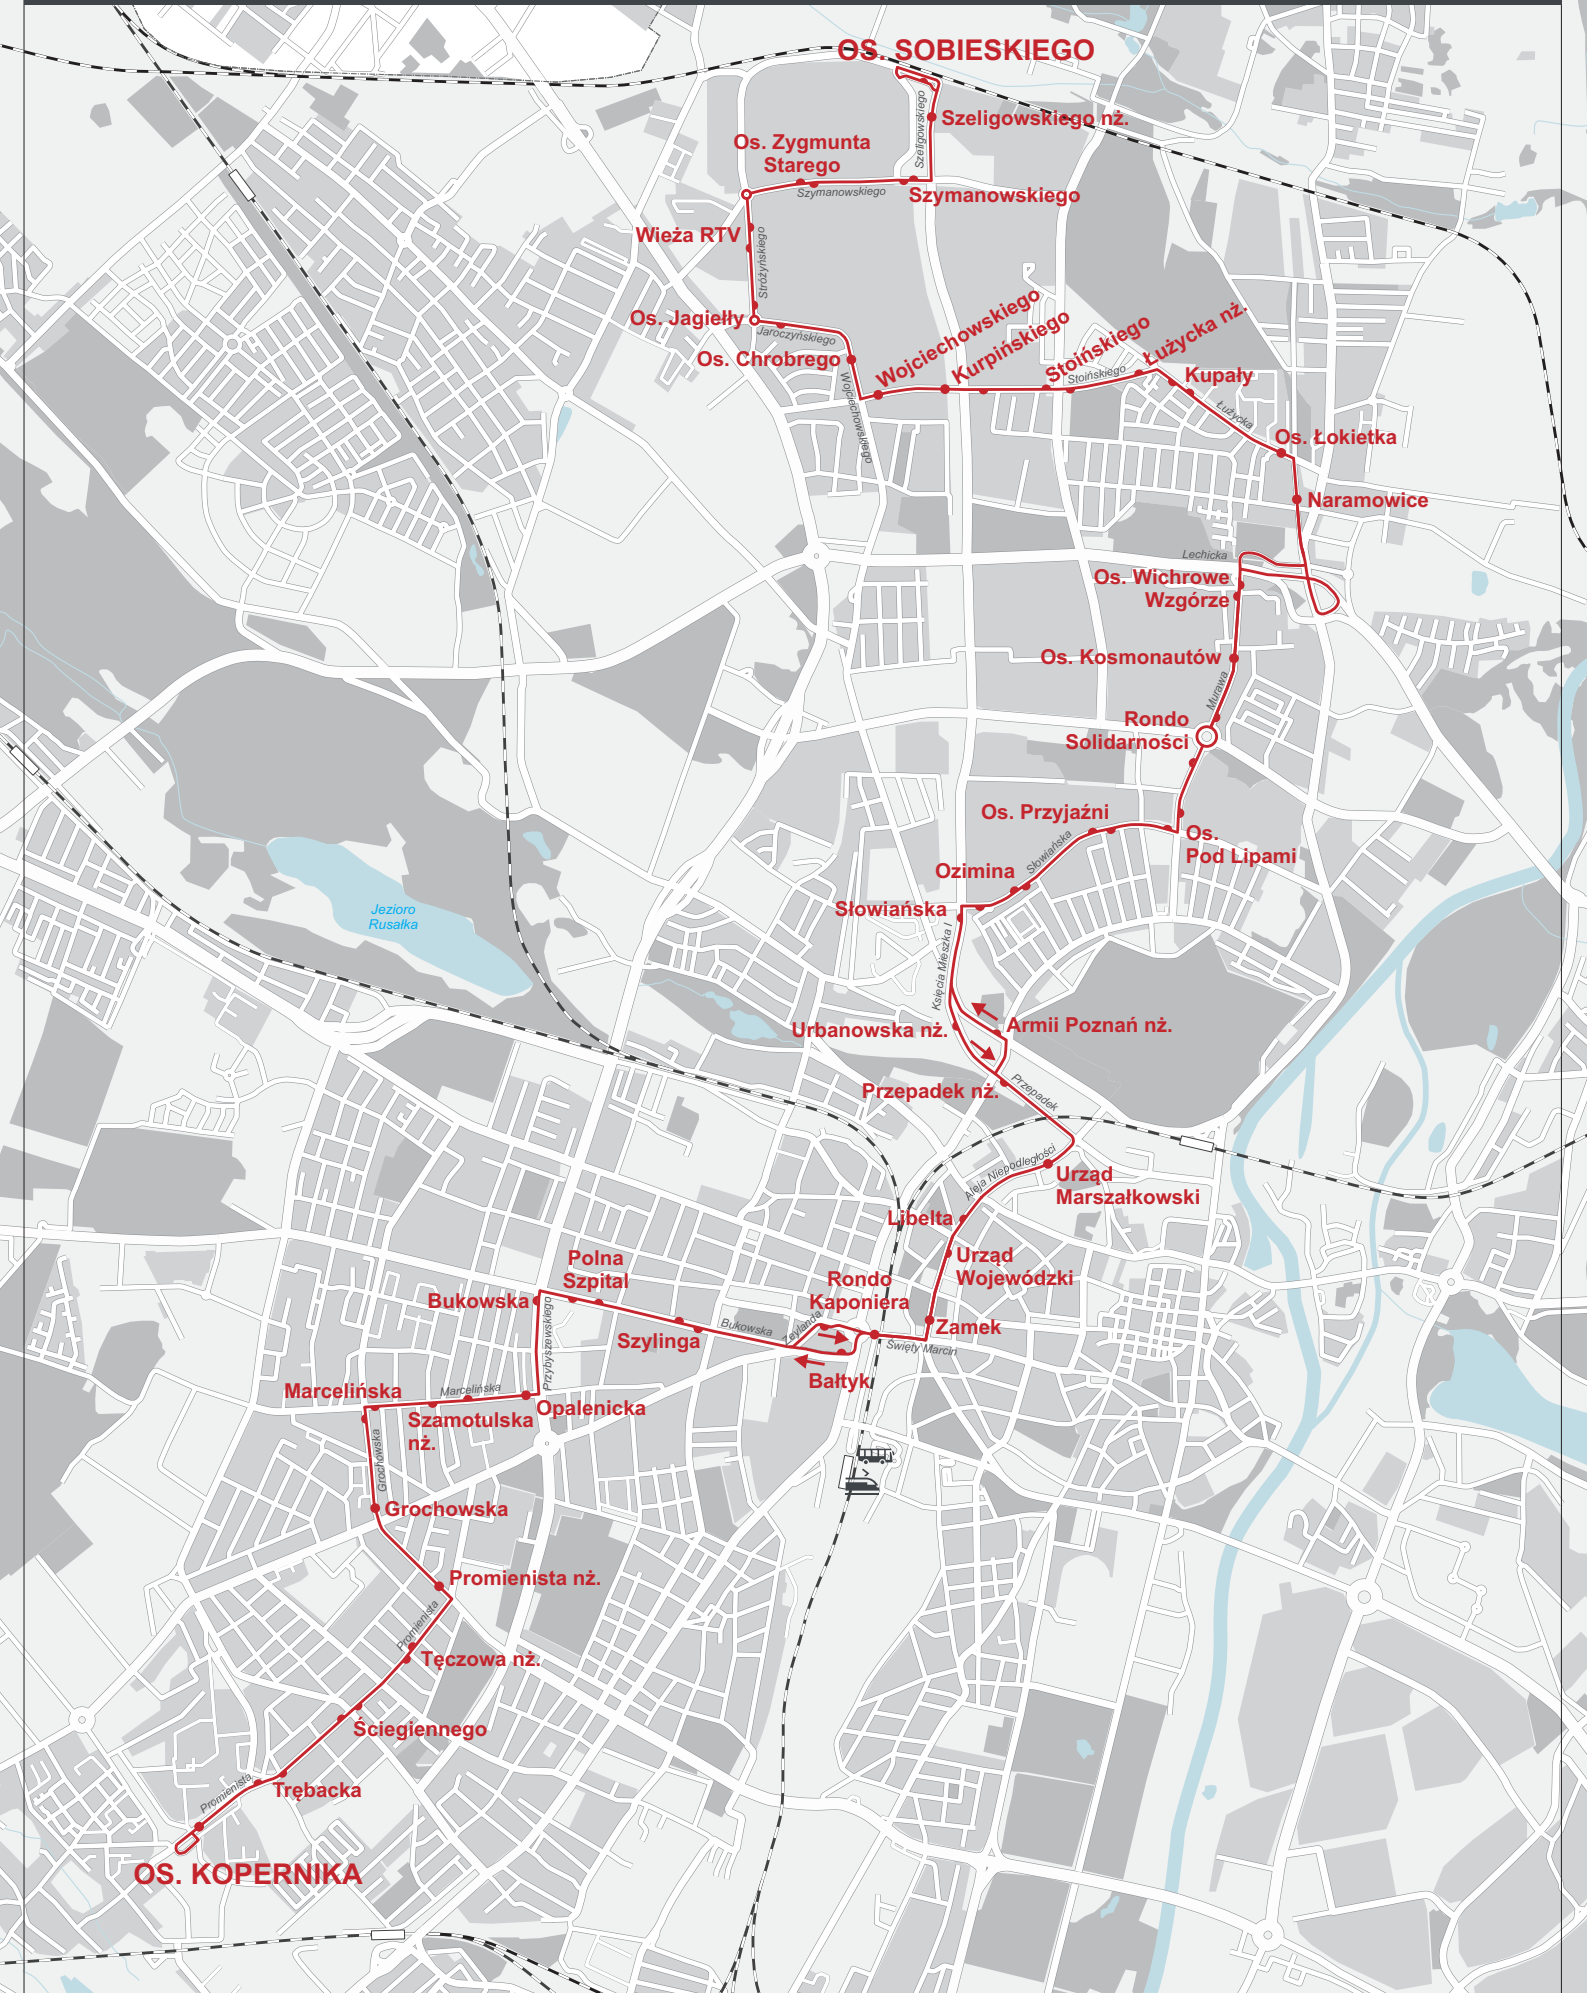 OS. SOBIESKIEGO
Szeligowskiego
Szeligowskiego nż.
Os. Zygmunta
Starego
Szymanowskiego
Szymanowskiego
Wieża RTV
Stróżyńskiego
Os. Jagiełły
Jaroczyńskiego
Os. Chrobrego
Wojciechowskiego
Wojciechowskiego
Kurpińskiego
Stoińskiego
Stoińskiego
Łużycka nż.
Kupały
Łużycka
Os. Łokietka
Naramowice
Lechicka
Os. Wichrowe
Wzgórze
Os. Kosmonautów
Murawa
Rondo
Solidarności
Os. Przyjaźni
Os.
Pod Lipami
Słowiańska
Ozimina
Słowiańska
Jezioro
Rusałka
Księcia Mieszka I
Urbanowska nż.
Armii Poznań nż.
Przepadek nż.
Przepadek
Aleja Niepodległości
Urząd
Marszałkowski
Libelta
Urząd
Wojewódzki
Rondo
Kaponiera
Zamek
Święty Marcin
Zeylanda
Bałtyk
Bukowska
Polna
Szpital
Szylinga
Bukowska
Przybyszewskiego
Marcelińska
Marcelińska
Opalenicka
Szamotulska
nż.
Grochowska
Grochowska
Promienista nż.
Promienista
Tęczowa nż.
Ściegiennego
Trębacka
Promienista
OS. KOPERNIKA